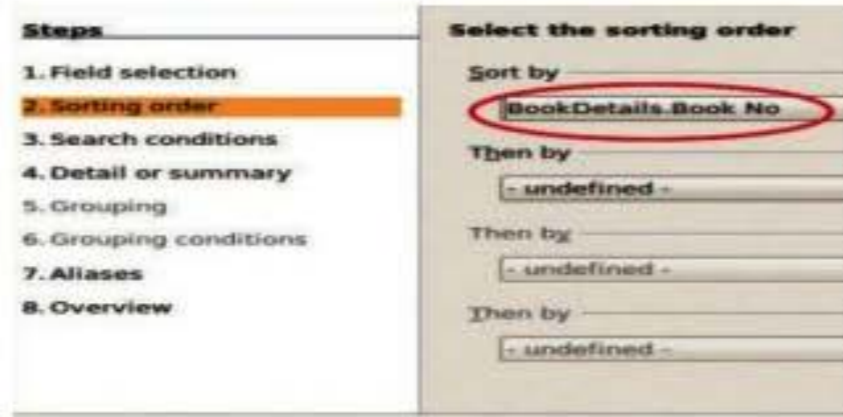 Steps
1. Field selection
2. Sorting order
3. Search conditions
4. Detail or summary
5. Grouping
6. Grouping conditions
7. Aliases
8. Overview
Select the sorting order
Sort by
BookDetails.Book No
Then by
- undefined -
Then by
- undefined -
Then by
- undefined -